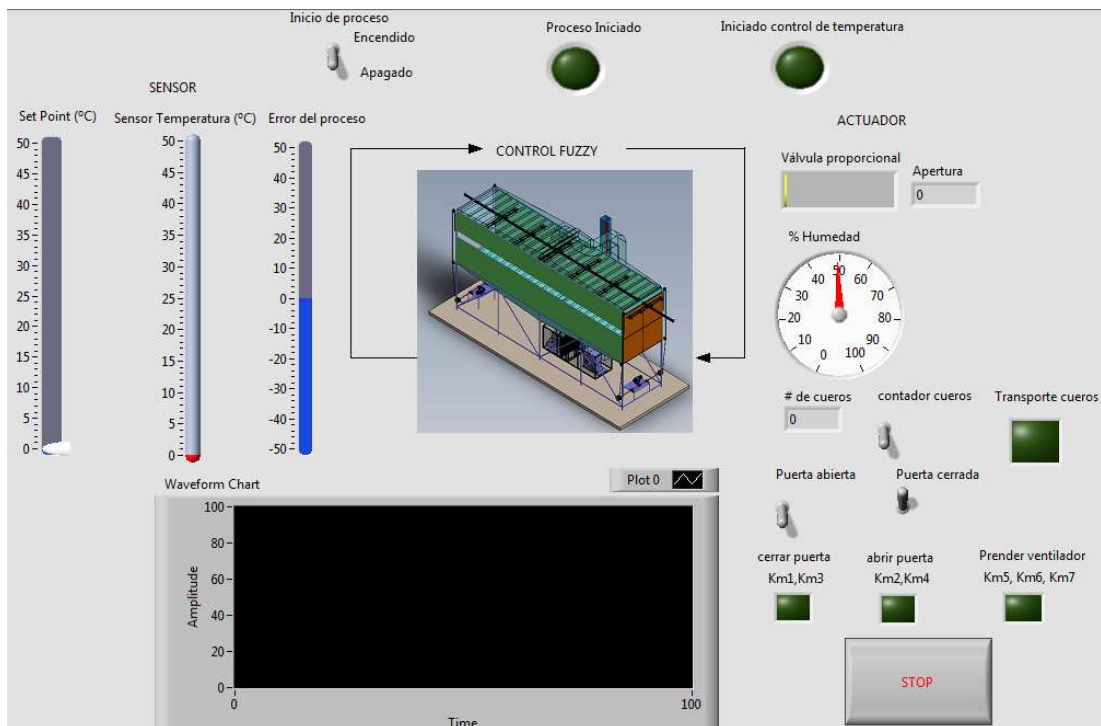 Inicio de proceso
Encendido
Apagado
Proceso Iniciado
Iniciado control de temperatura
SENSOR
Set Point (ºC)
50
45
40
35
30
25
20
15
10
5
0
Sensor Temperatura (ºC)
50
45
40
35
30
25
20
15
10
5
0
Error del proceso
50
40
30
20
10
0
-10
-20
-30
-40
-50
CONTROL FUZZY
ACTUADOR
Válvula proporcional
Apertura
0
% Humedad
0
10
20
30
40
50
60
70
80
90
100
# de cueros
0
contador cueros
Transporte cueros
Puerta abierta
Puerta cerrada
cerrar puerta
Km1,Km3
abrir puerta
Km2,Km4
Prender ventilador
Km5, Km6, Km7
STOP
Waveform Chart
Plot 0
Amplitude
100
80
60
40
20
0
0
100
Time